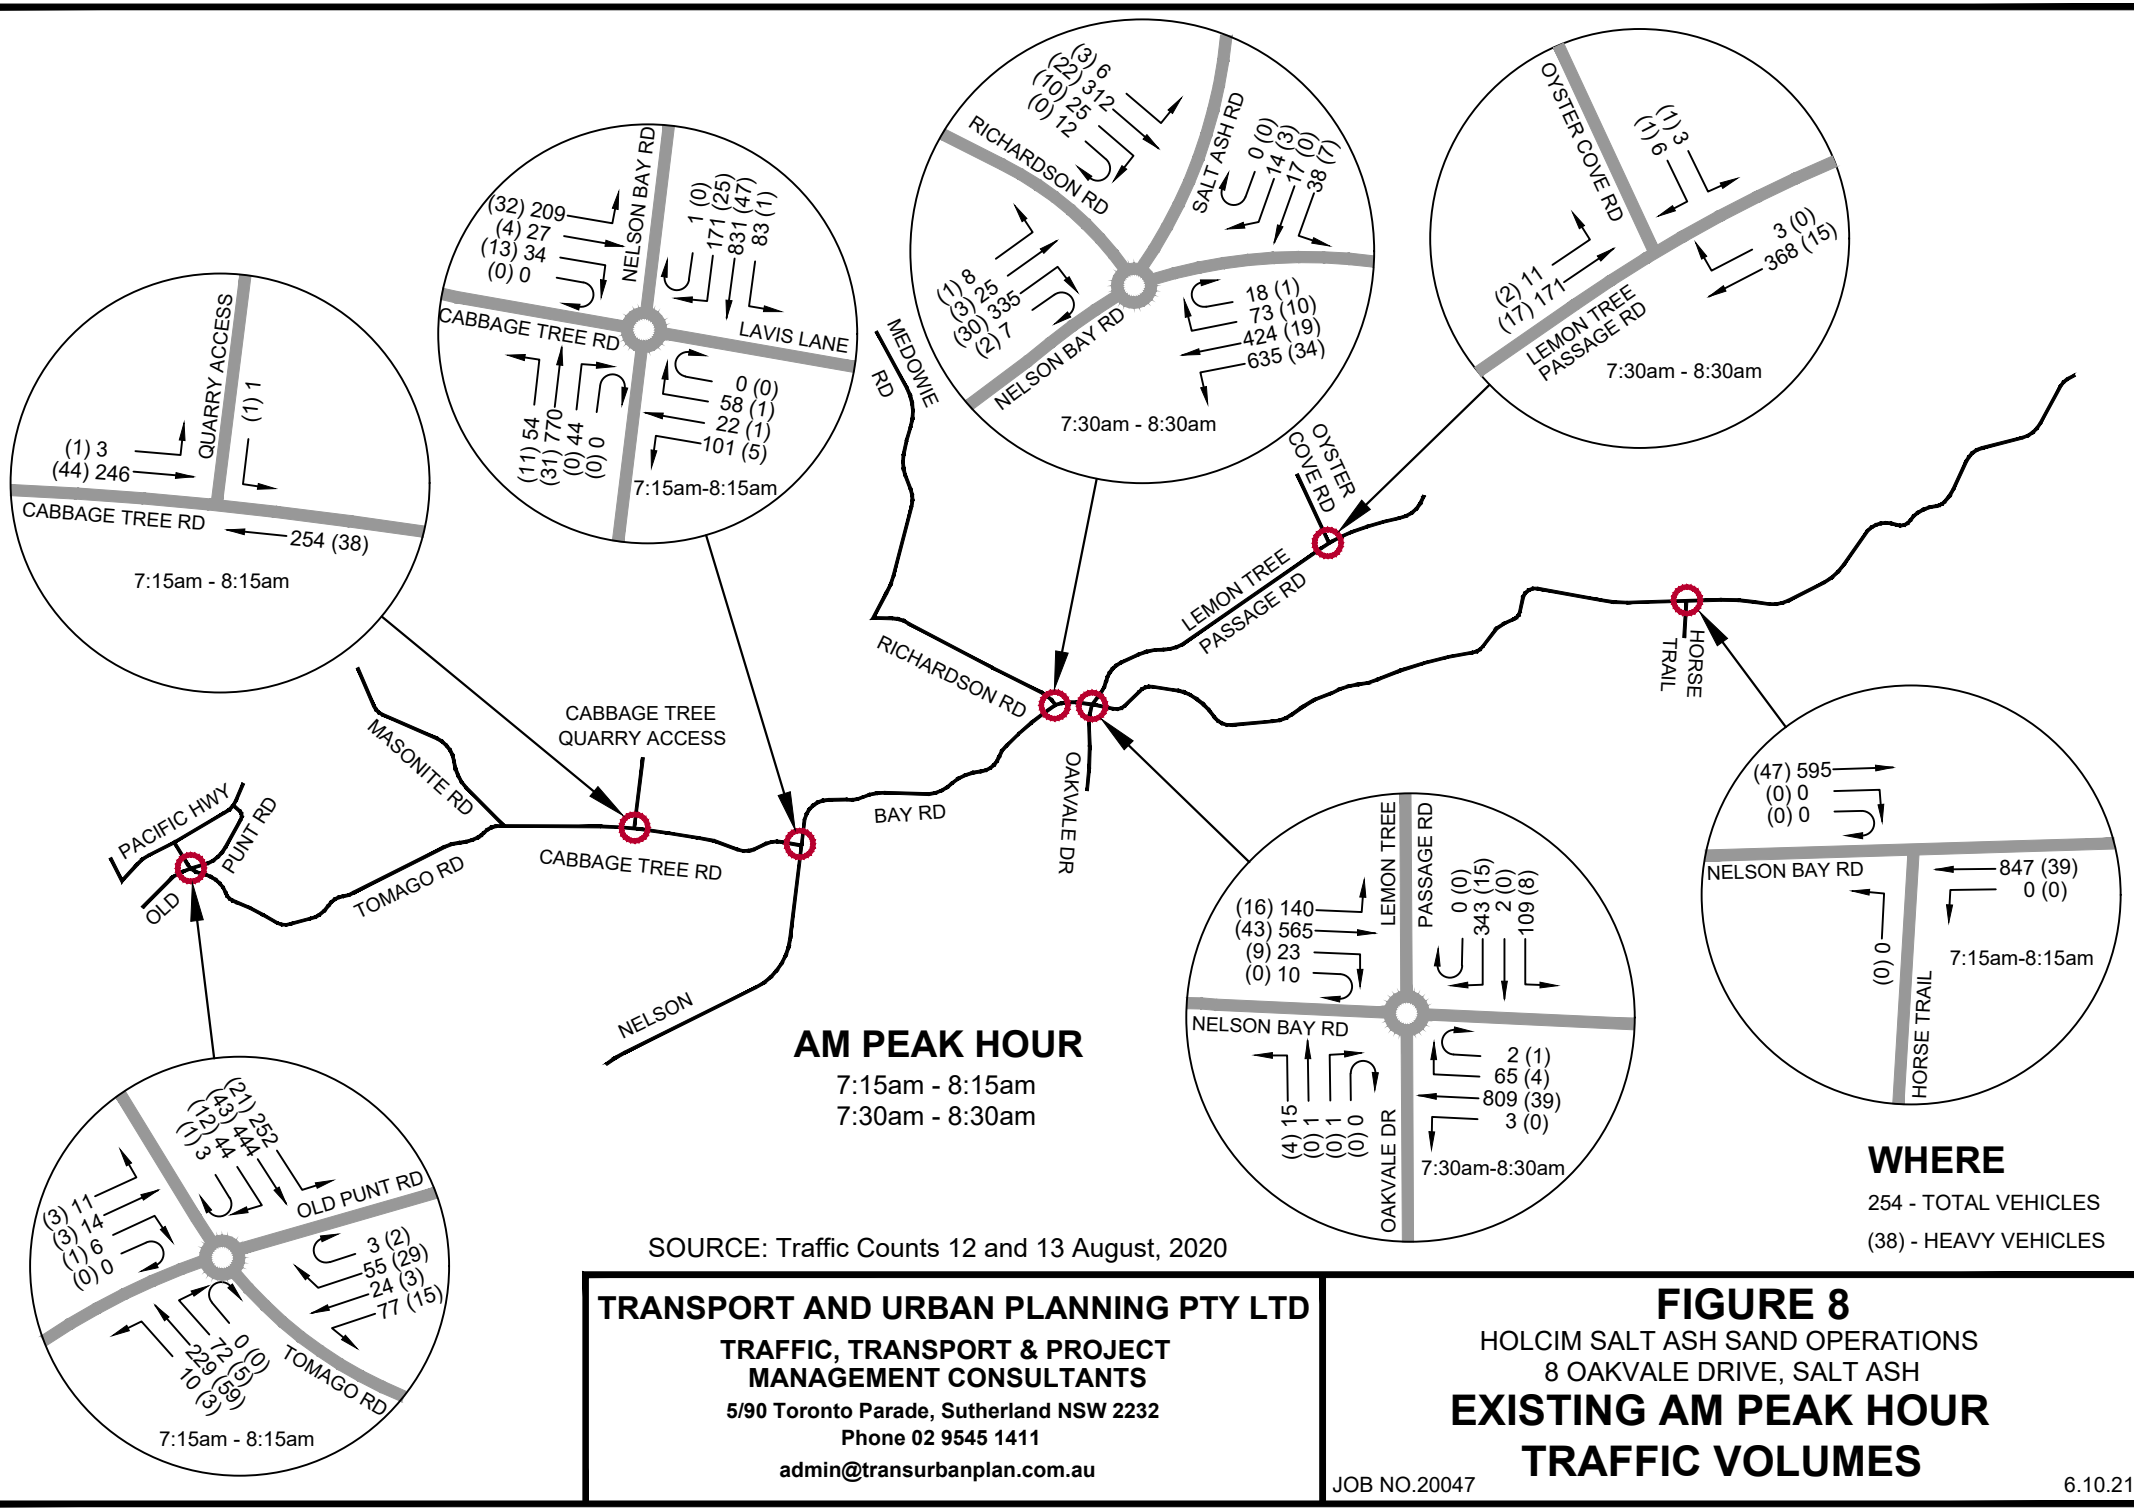 QUARRY ACCESS
(1) 1
(1) 3
(44) 246
CABBAGE TREE RD
254 (38)
7:15am - 8:15am
NELSON BAY RD
(32) 209
(4) 27
(13) 34
(0) 0
1 (0)
171 (25)
831 (47)
83 (1)
CABBAGE TREE RD
LAVIS LANE
(11) 54
(31) 770
(0) 44
(0) 0
0 (0)
58 (1)
22 (1)
101 (5)
7:15am-8:15am
(3) 6
(22) 312
(10) 25
(0) 12
RICHARDSON RD
SALT ASH RD
0 (0)
14 (3)
17 (0)
38 (7)
(1) 8
(3) 25
(30) 335
(2) 7
18 (1)
73 (10)
424 (19)
635 (34)
NELSON BAY RD
7:30am - 8:30am
OYSTER COVE RD
(1) 3
(1) 6
3 (0)
368 (15)
(2) 11
(17) 171
LEMON TREE
PASSAGE RD
7:30am - 8:30am
MEDOWIE
RD
OYSTER
COVE RD
LEMON TREE
PASSAGE RD
RICHARDSON RD
HORSE
TRAIL
CABBAGE TREE
QUARRY ACCESS
MASONITE RD
PACIFIC HWY
PUNT RD
OLD
TOMAGO RD
CABBAGE TREE RD
BAY RD
OAKVALE DR
NELSON
(47) 595
(0) 0
(0) 0
NELSON BAY RD
847 (39)
0 (0)
(0) 0
HORSE TRAIL
7:15am-8:15am
LEMON TREE
PASSAGE RD
(16) 140
(43) 565
(9) 23
(0) 10
0 (0)
343 (15)
2 (0)
109 (8)
NELSON BAY RD
(4) 15
(0) 1
(0) 1
(0) 0
2 (1)
65 (4)
809 (39)
3 (0)
OAKVALE DR
7:30am-8:30am
AM PEAK HOUR
7:15am - 8:15am
7:30am - 8:30am
(21) 252
(43) 444
(12) 44
(1) 3
OLD PUNT RD
(3) 11
(3) 14
(1) 6
(0) 0
3 (2)
55 (29)
24 (3)
77 (15)
0 (0)
72 (5)
229 (59)
10 (3)
TOMAGO RD
7:15am - 8:15am
WHERE
254 - TOTAL VEHICLES
(38) - HEAVY VEHICLES
SOURCE: Traffic Counts 12 and 13 August, 2020
TRANSPORT AND URBAN PLANNING PTY LTD
TRAFFIC, TRANSPORT & PROJECT
MANAGEMENT CONSULTANTS
5/90 Toronto Parade, Sutherland NSW 2232
Phone 02 9545 1411
admin@transurbanplan.com.au
FIGURE 8
HOLCIM SALT ASH SAND OPERATIONS
8 OAKVALE DRIVE, SALT ASH
EXISTING AM PEAK HOUR
TRAFFIC VOLUMES
JOB NO.20047
6.10.21